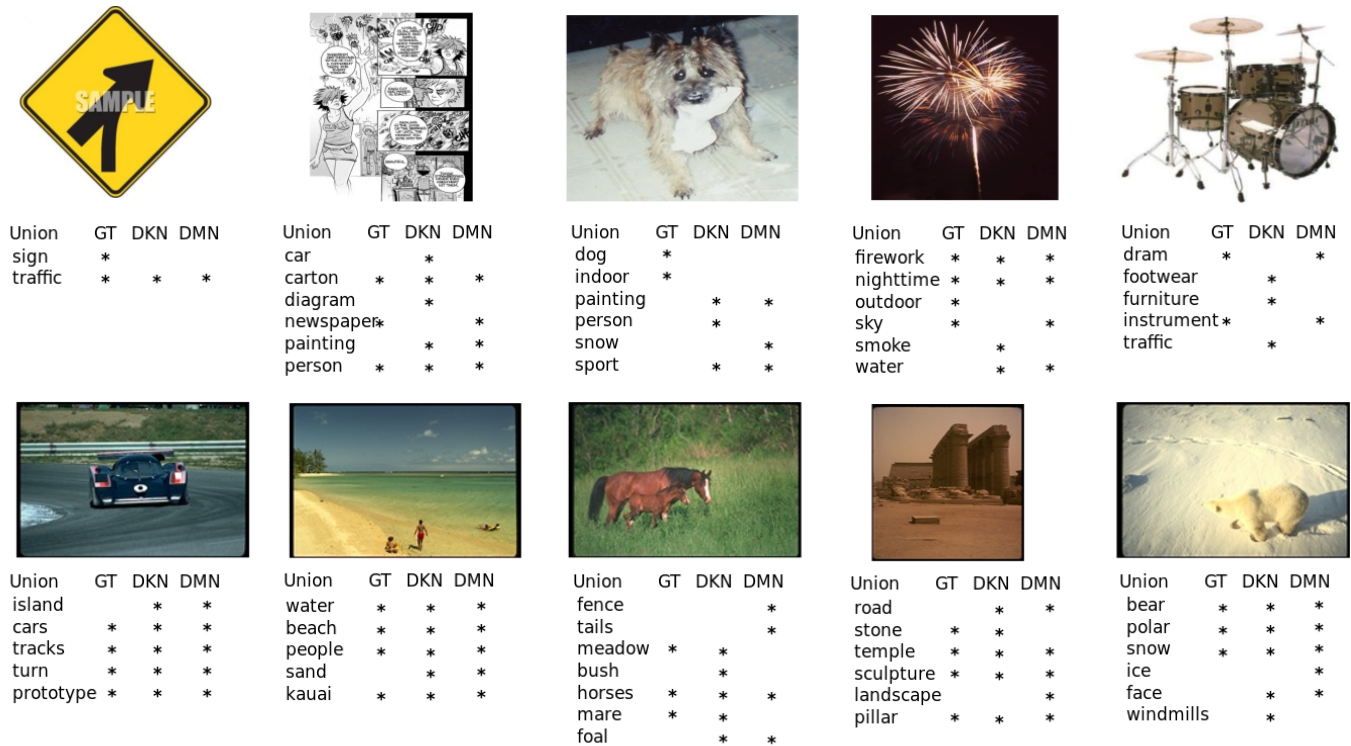 SAMPLE
Union GT DKN DMN
sign *
traffic * * *
Union GT DKN DMN
car *
carton * * *
diagram *
newspaper * *
painting * *
person * * *
Union GT DKN DMN
dog *
indoor *
painting * *
person *
snow *
sport * *
Union GT DKN DMN
firework * * *
nighttime * * *
outdoor *
sky * *
smoke *
water * *
Union GT DKN DMN
dram * *
footwear *
furniture *
instrument * *
traffic *
Union GT DKN DMN
island * *
cars * * *
tracks * * *
turn * * *
prototype * * *
Union GT DKN DMN
water * * *
beach * * *
people * * *
sand * *
kauai * * *
Union GT DKN DMN
fence *
tails *
meadow * *
bush *
horses * * *
mare * *
foal * *
Union GT DKN DMN
road * *
stone * *
temple * * *
sculpture * * *
landscape *
pillar * * *
Union GT DKN DMN
bear * * *
polar * * *
snow * * *
ice *
face * *
windmills *